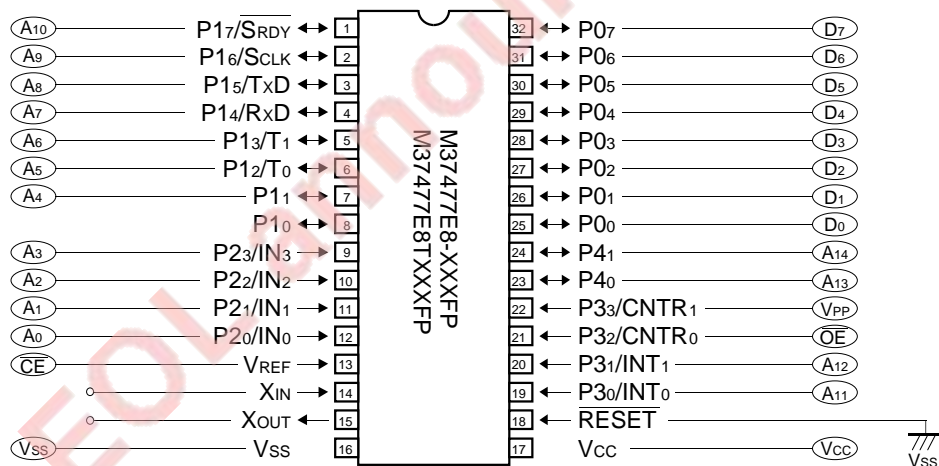 A10 P17/SRDY 1 32 P07 D7
A9 P16/SCLK 2 31 P06 D6
A8 P15/TXD 3 30 P05 D5
A7 P14/RXD 4 29 P04 D4
A6 P13/T1 5 28 P03 D3
A5 P12/T0 6 27 P02 D2
A4 P11 7 26 P01 D1
P10 8 25 P00 D0
A3 P23/IN3 9 24 P41 A14
A2 P22/IN2 10 23 P40 A13
A1 P21/IN1 11 22 P33/CNTR1 VPP
A0 P20/IN0 12 21 P32/CNTR0 OE
CE VREF 13 20 P31/INT1 A12
XIN 14 19 P30/INT0 A11
XOUT 15 18 RESET
VSS VSS 16 17 VCC VCC
VSS
M37477E8-XXXFP
M37477E8TXXXFP
EOL announ